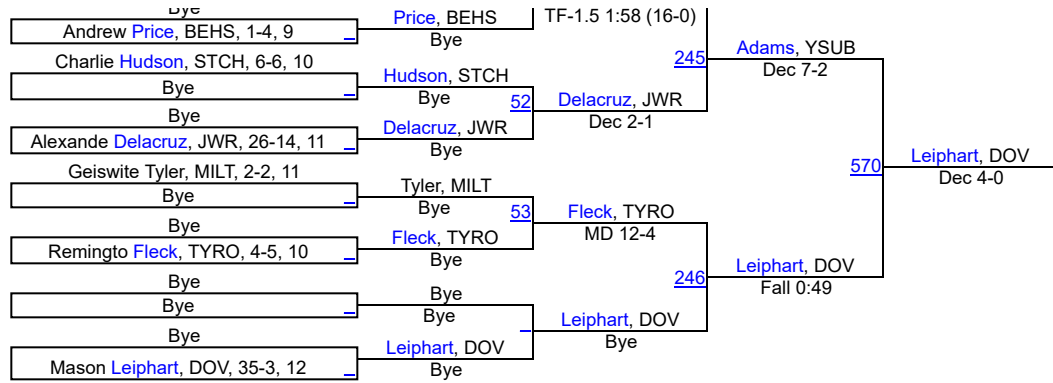 Bye
Andrew Price, BEHS, 1-4, 9
Charlie Hudson, STCH, 6-6, 10
Bye
Bye
Alexande Delacruz, JWR, 26-14, 11
Geiswite Tyler, MILT, 2-2, 11
Bye
Bye
Remingto Fleck, TYRO, 4-5, 10
Bye
Bye
Bye
Mason Leiphart, DOV, 35-3, 12
Price, BEHS
Bye
Hudson, STCH
Bye
52
Delacruz, JWR
Bye
Tyler, MILT
Bye
53
Fleck, TYRO
Bye
Bye
Bye
Leiphart, DOV
Bye
TF-1.5 1:58 (16-0)
245
Delacruz, JWR
Dec 2-1
Fleck, TYRO
MD 12-4
246
Leiphart, DOV
Bye
Adams, YSUB
Dec 7-2
570
Leiphart, DOV
Fall 0:49
Leiphart, DOV
Dec 4-0